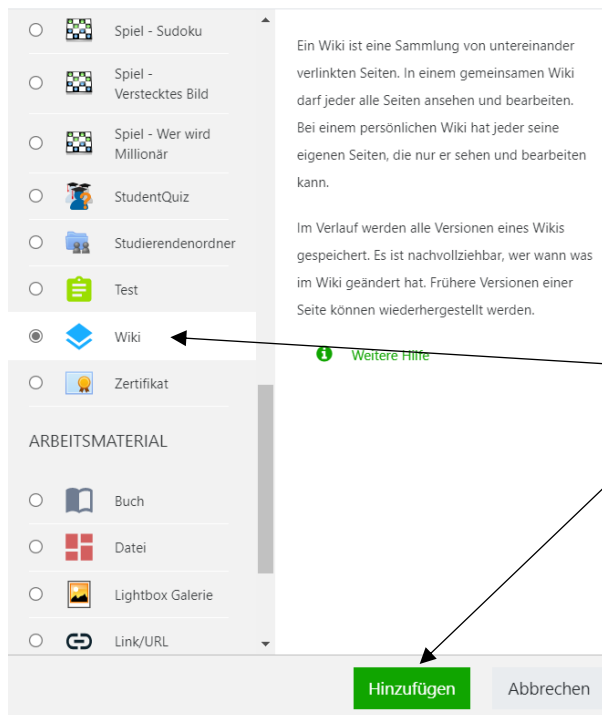 Spiel - Sudoku
Spiel -
Verstecktes Bild
Spiel - Wer wird
Millionär
StudentQuiz
Studierendenordner
Test
Wiki
Zertifikat
ARBEITSMATERIAL
Buch
Datei
Lightbox Galerie
Link/URL
Ein Wiki ist eine Sammlung von untereinander
verlinkten Seiten. In einem gemeinsamen Wiki
darf jeder alle Seiten ansehen und bearbeiten.
Bei einem persönlichen Wiki hat jeder seine
eigenen Seiten, die nur er sehen und bearbeiten
kann.
Im Verlauf werden alle Versionen eines Wikis
gespeichert. Es ist nachvollziehbar, wer wann was
im Wiki geändert hat. Frühere Versionen einer
Seite können wiederhergestellt werden.
Weitere Hilfe
Hinzufügen
Abbrechen